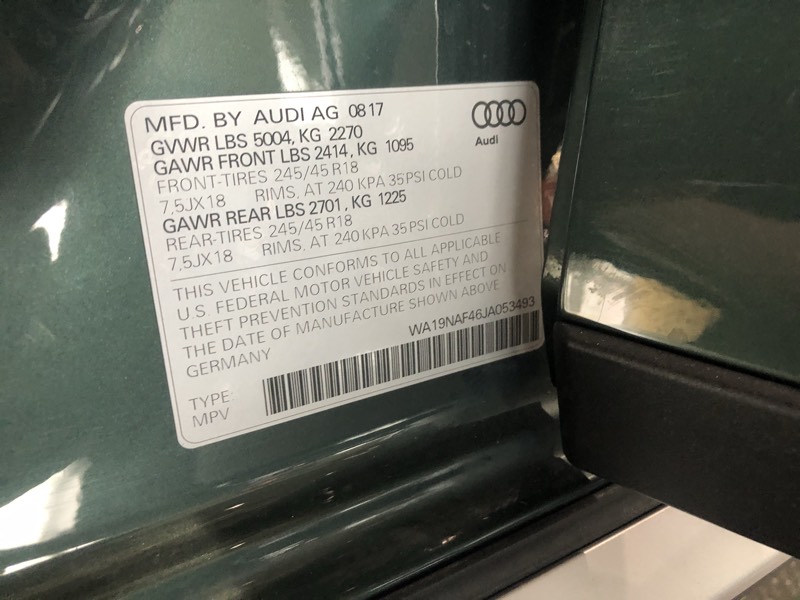 MFD. BY AUDI AG 08 17
GVWR LBS 5004, KG 2270
GAWR FRONT LBS 2414, KG 1095
FRONT-TIRES 245/45 R18
7.5JX18 RIMS, AT 240 KPA 35 PSI COLD
GAWR REAR LBS 2701, KG 1225
REAR-TIRES 245/45 R18
7.5JX18 RIMS, AT 240 KPA 35 PSI COLD
Audi
THIS VEHICLE CONFORMS TO ALL APPLICABLE
U.S. FEDERAL MOTOR VEHICLE SAFETY AND
THEFT PREVENTION STANDARDS IN EFFECT ON
THE DATE OF MANUFACTURE SHOWN ABOVE
GERMANY
WA19NAF46JA053493
TYPE:
MPV